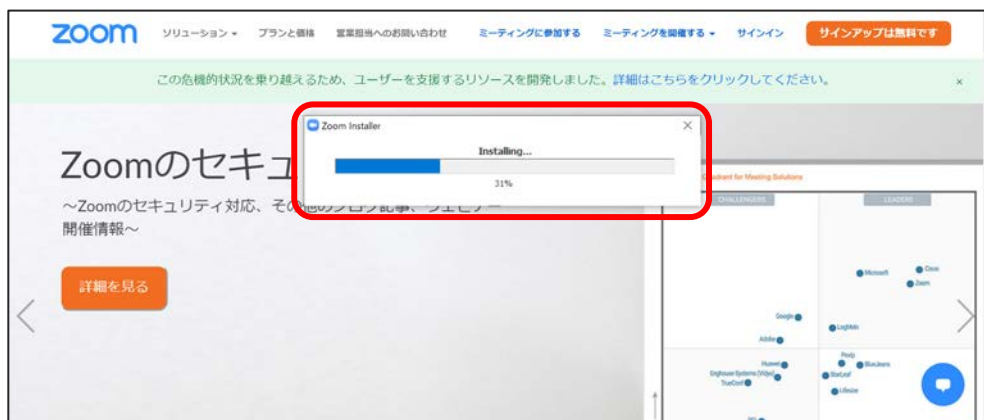 zoom ソリューション プランと価格 営業担当へのお問い合わせ ミーティングに参加する ミーティングを開催する サインイン サインアップは無料です
この危機的状況を乗り越えるため、ユーザーを支援するリソースを開発しました。詳細はこちらをクリックしてください。 ×
Zoom Installer
Installing...
31%
Zoomのセキュ
～Zoomのセキュリティ対応、その他のブログ記事、ウェビナー
開催情報～
詳細を見る
Quadrant for Meeting Solutions
CHALLENGERS LEADERS
Microsoft
Cisco
Zoom
Google
LogMeIn
Adobe
Pexip
Huawei
BlueJeans
Enghouse Systems (Vidyo)
StarLeaf
TrueConf
Lifesize